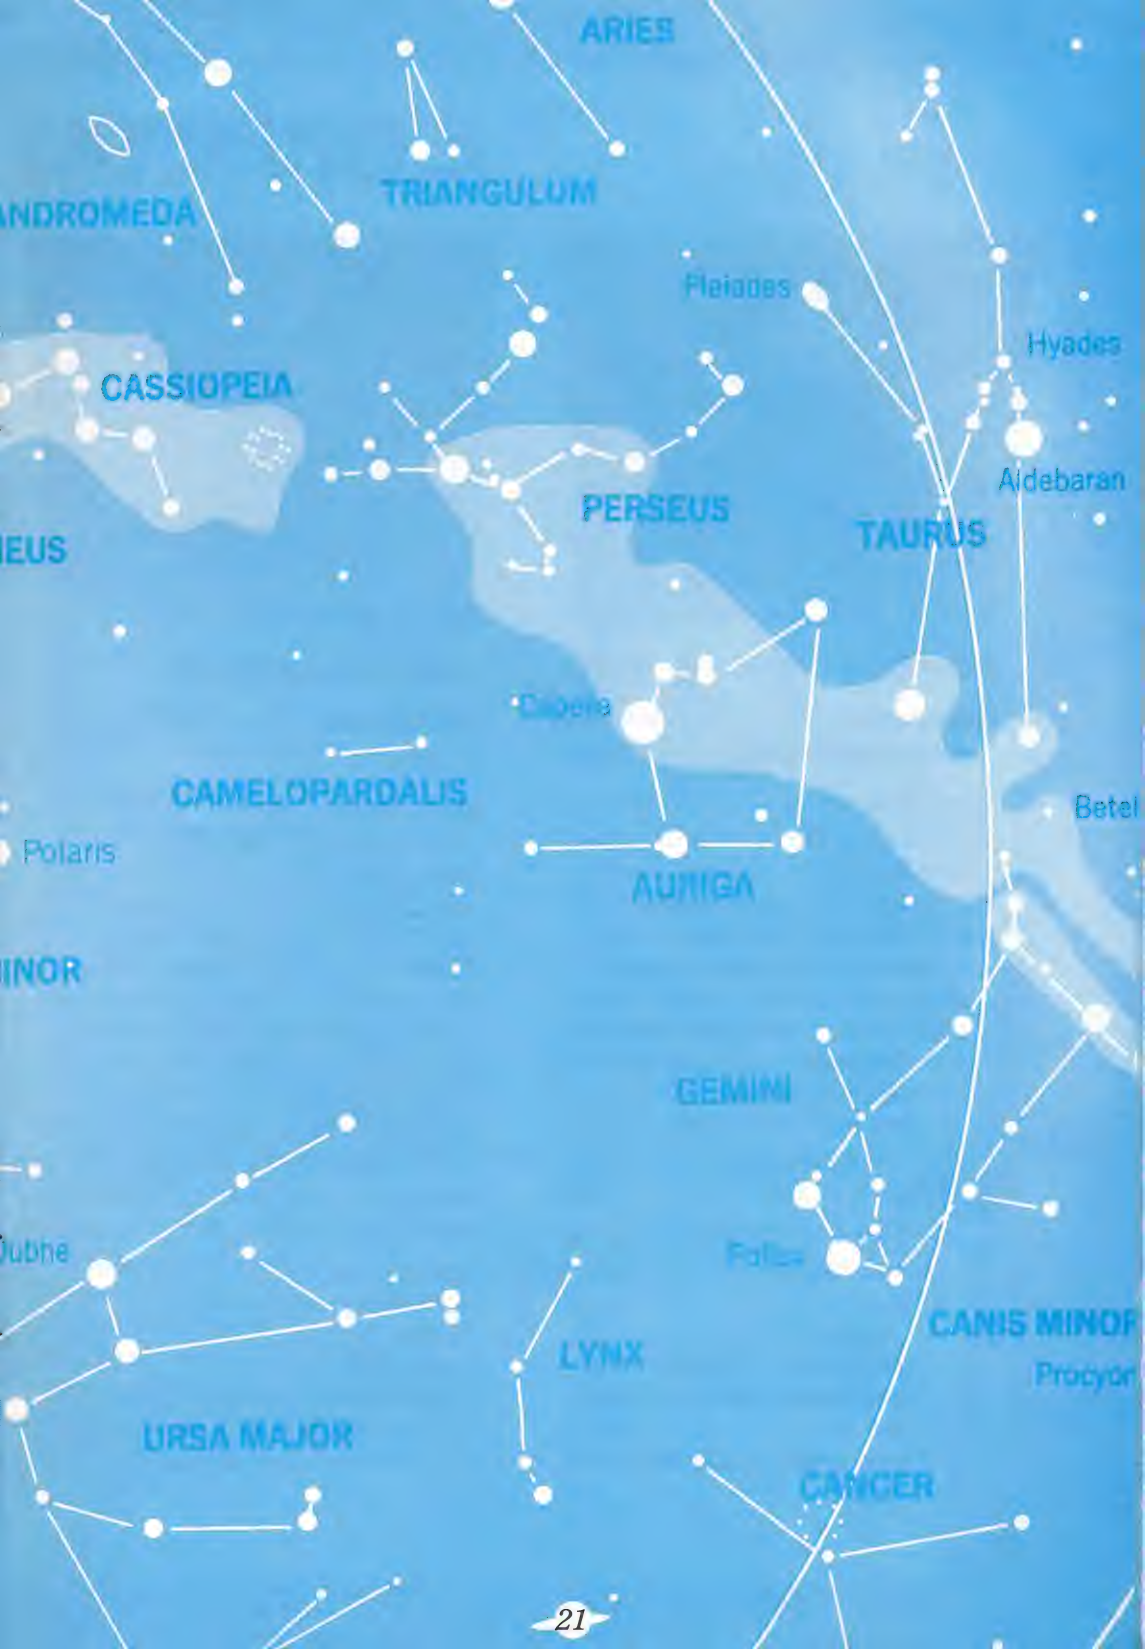 ARIES
TRIANGULUM
ANDROMEDA
Pleiades
Hyades
CASSIOPEIA
Aldebaran
PERSEUS
TAURUS
HEUS
Capella
CAMELOPARDALIS
Betel
Polaris
AURIGA
INOR
GEMINI
Dubhe
Pollux
CANIS MINOR
LYNX
Procyon
URSA MAJOR
CANCER
21